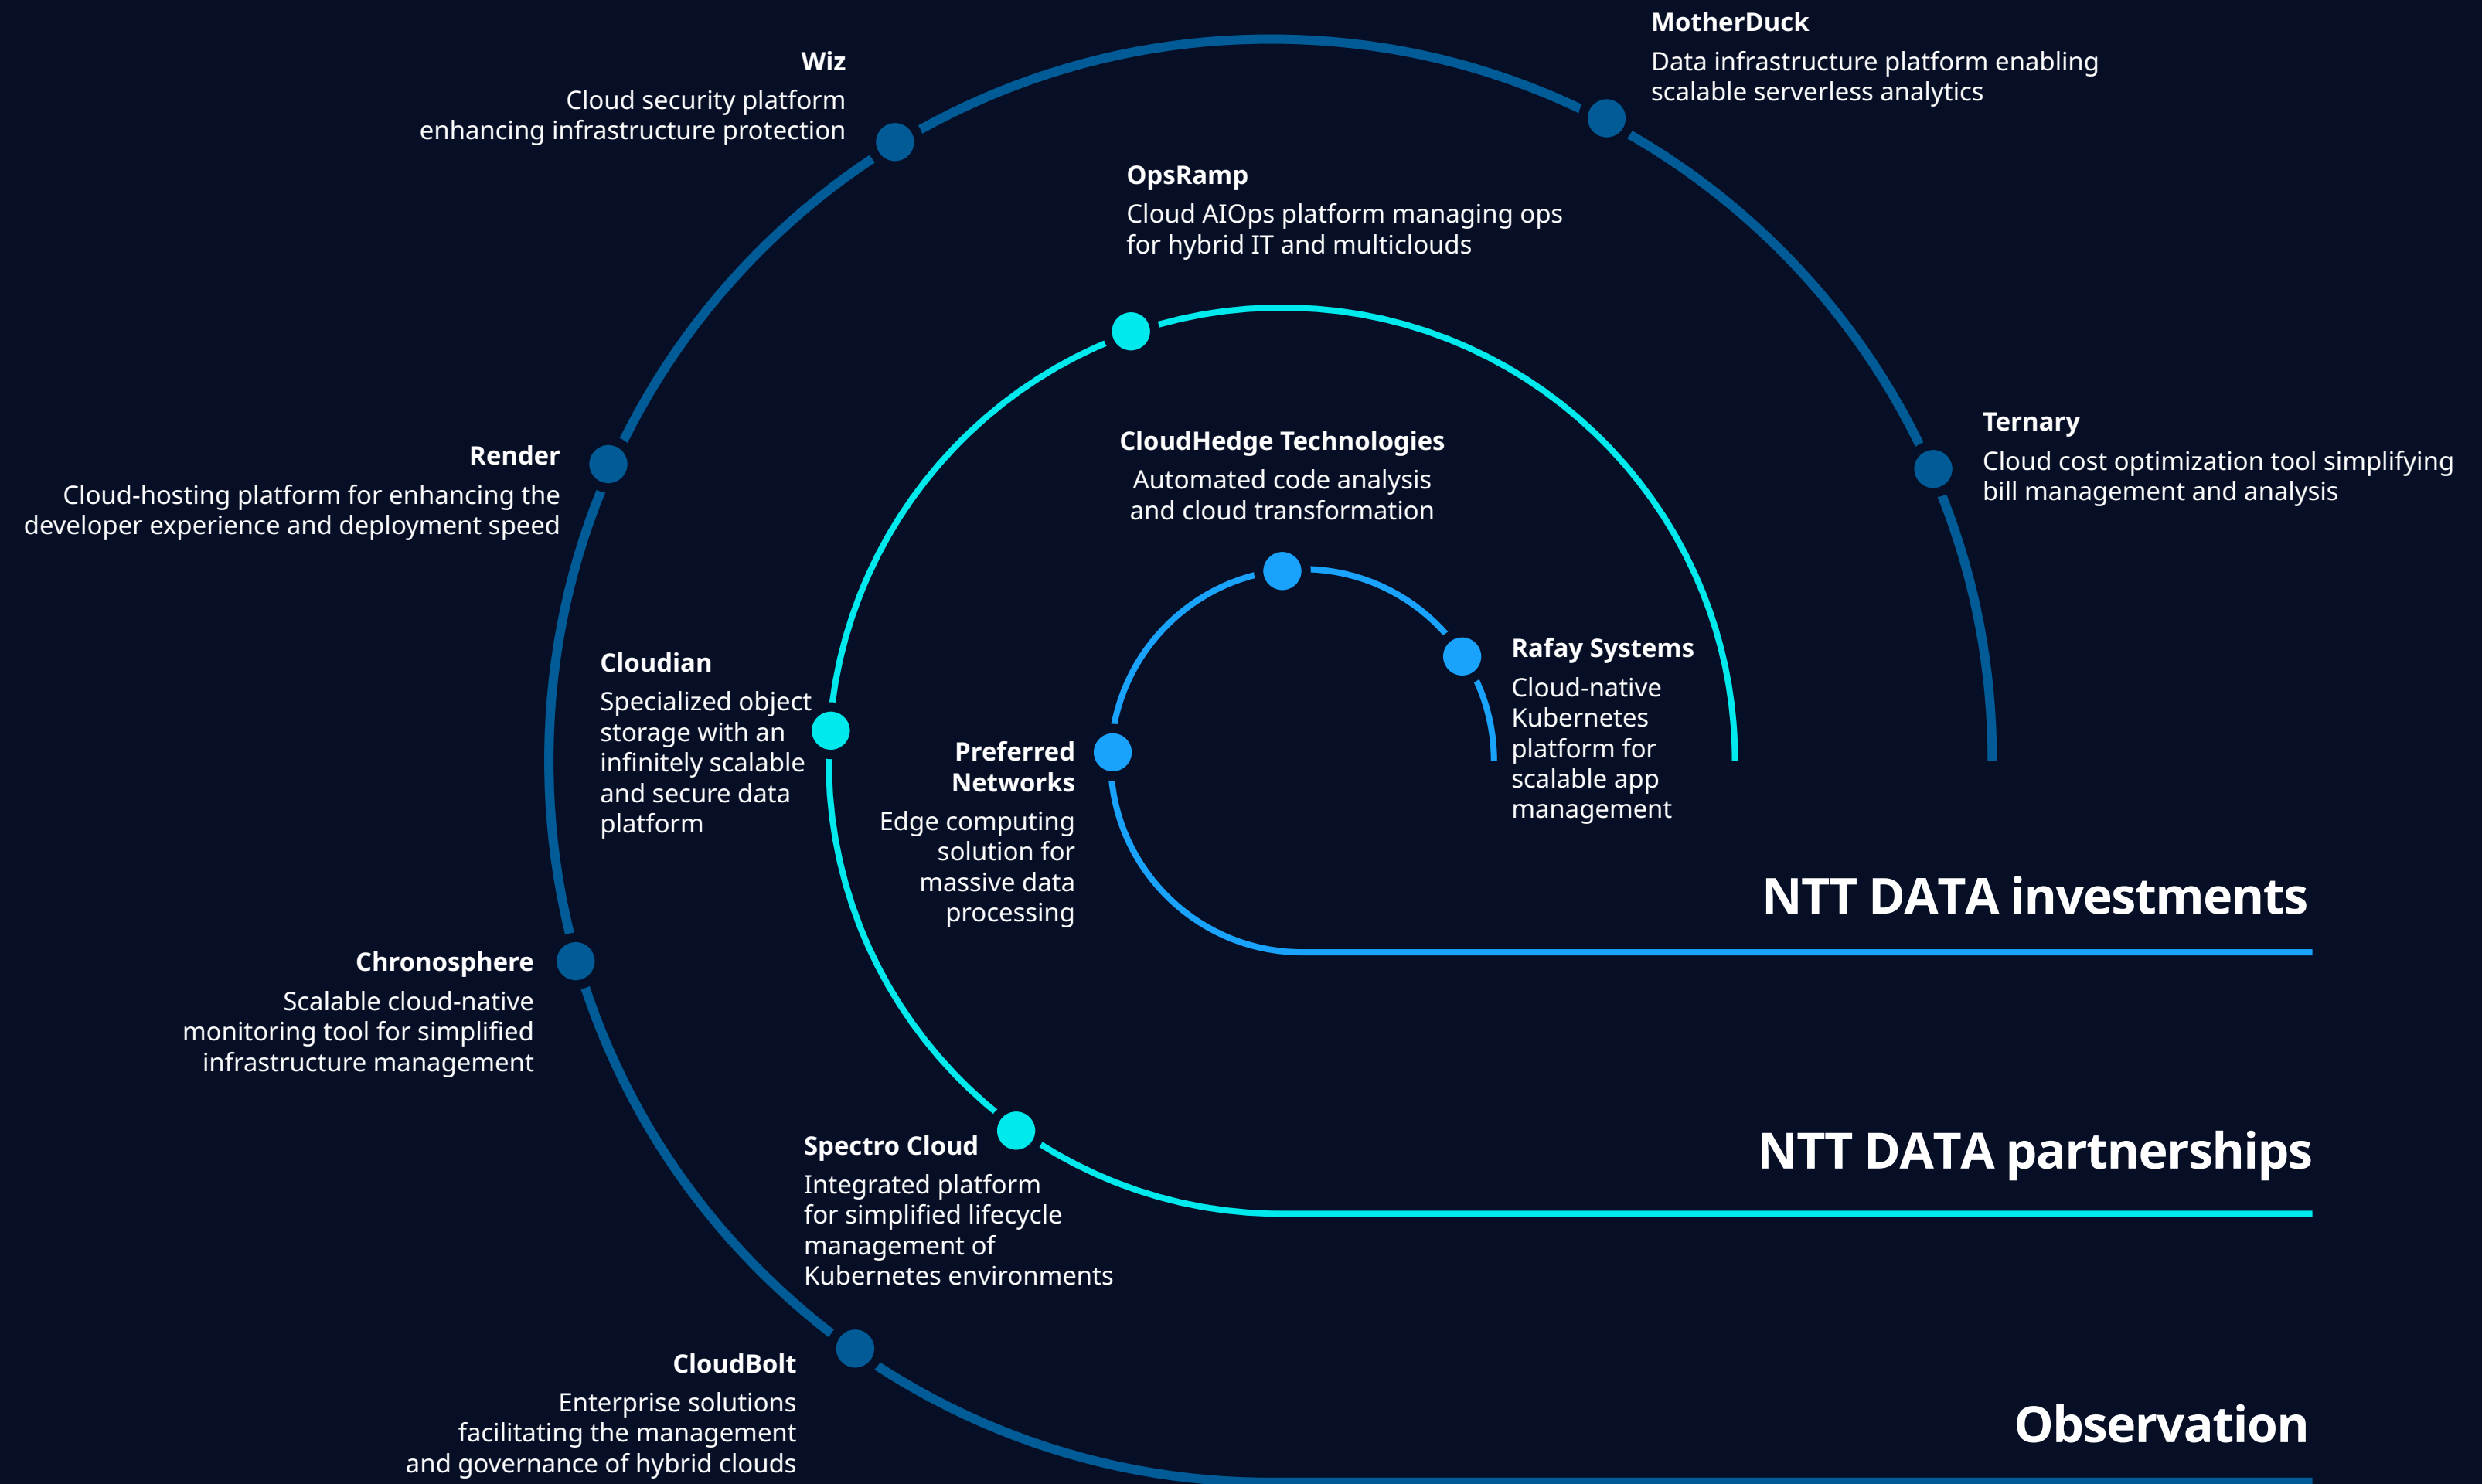 MotherDuck
Data infrastructure platform enabling
scalable serverless analytics
Wiz
Cloud security platform
enhancing infrastructure protection
OpsRamp
Cloud AIOps platform managing ops
for hybrid IT and multiclouds
Ternary
Cloud cost optimization tool simplifying
bill management and analysis
CloudHedge Technologies
Automated code analysis
and cloud transformation
Render
Cloud-hosting platform for enhancing the
developer experience and deployment speed
Rafay Systems
Cloud-native
Kubernetes
platform for
scalable app
management
Cloudian
Specialized object
storage with an
infinitely scalable
and secure data
platform
Preferred
Networks
Edge computing
solution for
massive data
processing
NTT DATA investments
Chronosphere
Scalable cloud-native
monitoring tool for simplified
infrastructure management
Spectro Cloud
Integrated platform
for simplified lifecycle
management of
Kubernetes environments
NTT DATA partnerships
CloudBolt
Enterprise solutions
facilitating the management
and governance of hybrid clouds
Observation